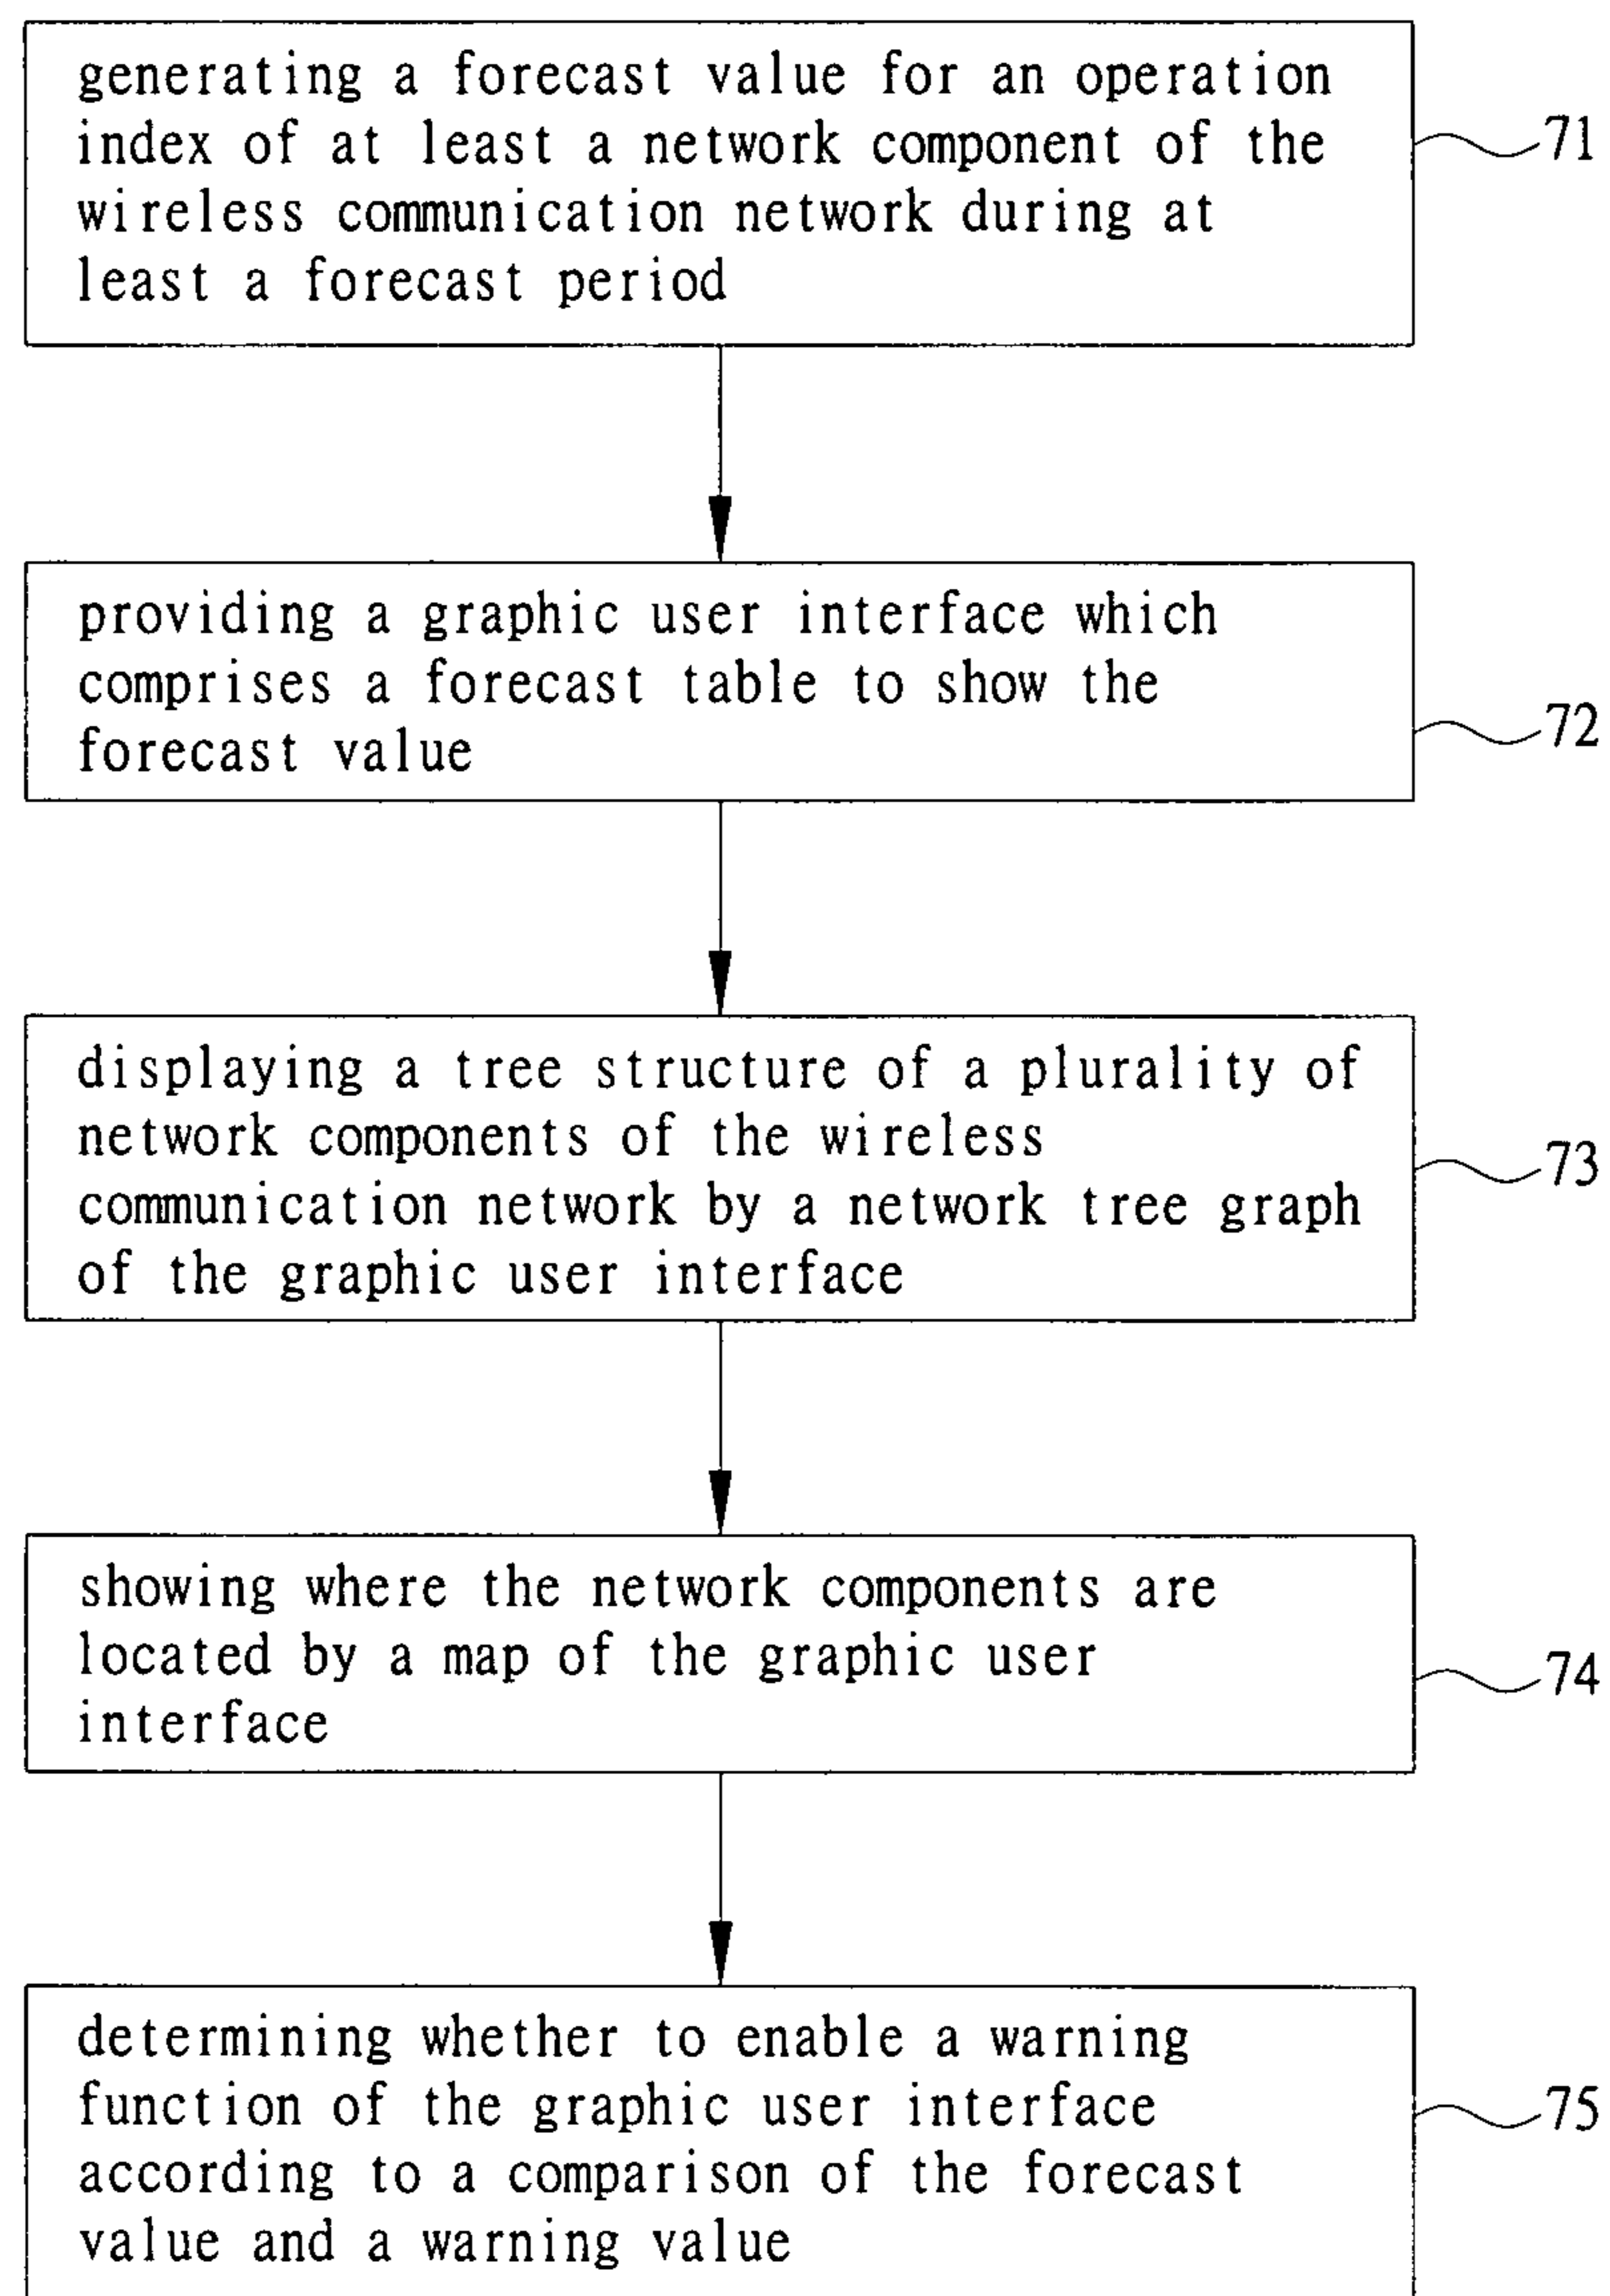 generating a forecast value for an operation
index of at least a network component of the
wireless communication network during at
least a forecast period
71
providing a graphic user interface which
comprises a forecast table to show the
forecast value
72
displaying a tree structure of a plurality of
network components of the wireless
communication network by a network tree graph
of the graphic user interface
73
showing where the network components are
located by a map of the graphic user
interface
74
determining whether to enable a warning
function of the graphic user interface
according to a comparison of the forecast
value and a warning value
75